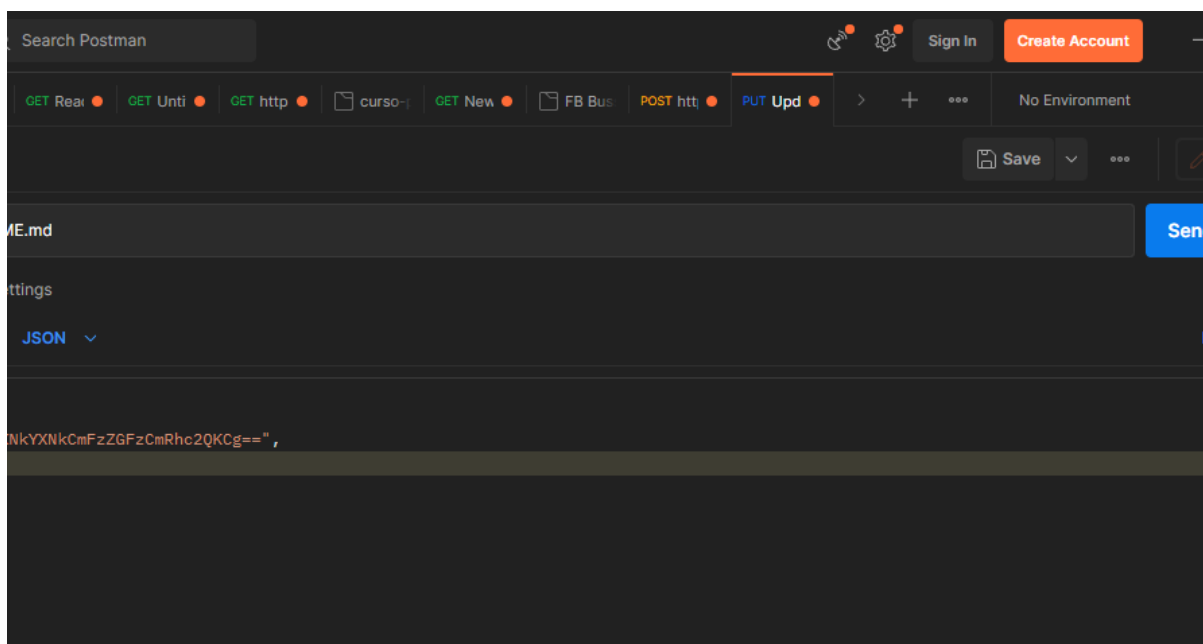 Search Postman
Sign In
Create Account
GET Read
GET Unti
GET http
curso-
GET New
FB Bus
POST htt
PUT Upd
No Environment
Save
ME.md
Sen
ttings
JSON
NkYXNkCmFzZGFzCmRhc2QKCg==",